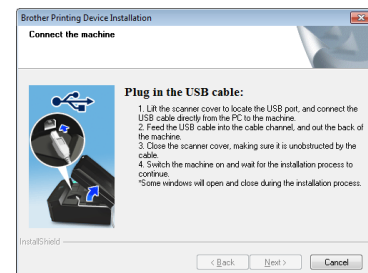 Brother Printing Device Installation
Connect the machine
Plug in the USB cable:
1. Lift the scanner cover to locate the USB port, and connect the
USB cable directly from the PC to the machine.
2. Feed the USB cable into the cable channel, and out the back of
the machine.
3. Close the scanner cover, making sure it is unobstructed by the
cable.
4. Switch the machine on and wait for the installation process to
continue.
*Some windows will open and close during the installation process.
InstallShield
< Back
Next >
Cancel